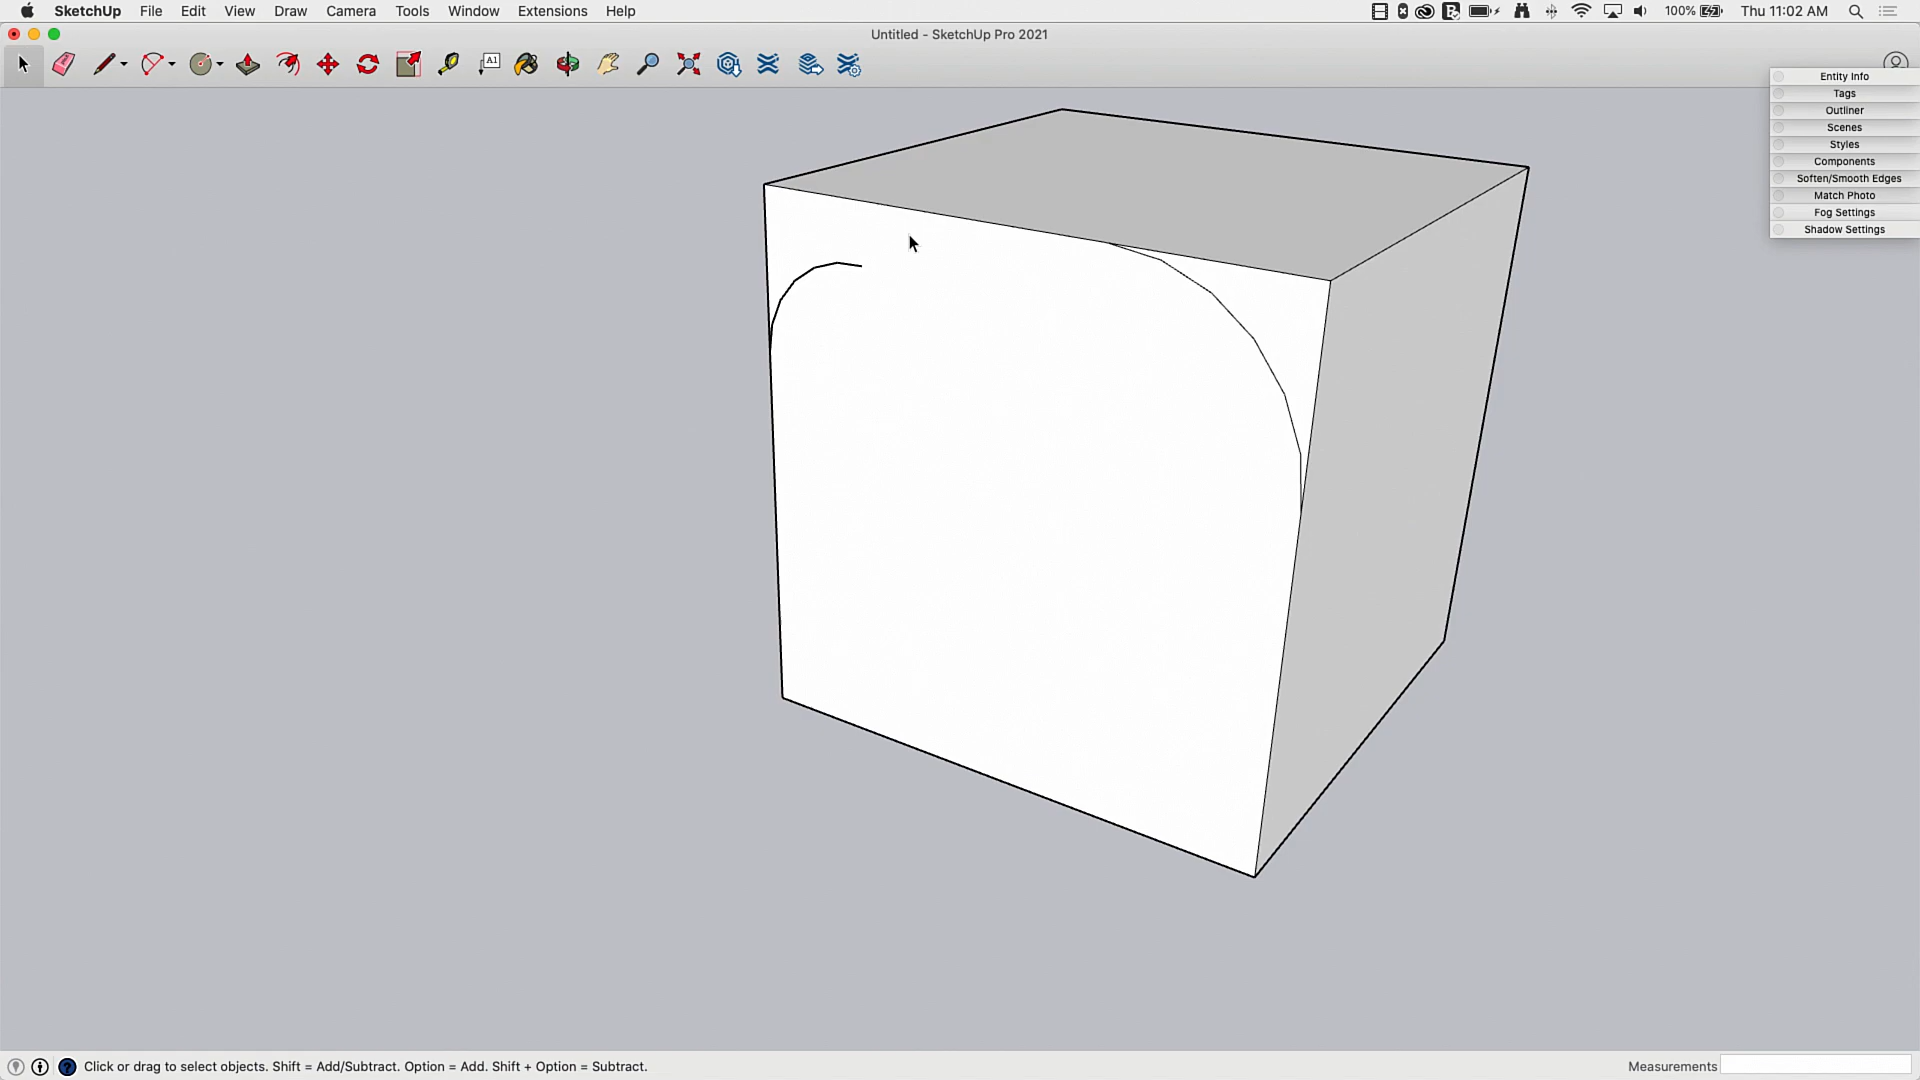 SketchUp File Edit View Draw Camera Tools Window Extensions Help 100% Thu 11:02 AM
Untitled - SketchUp Pro 2021
A1
Entity Info
Tags
Outliner
Scenes
Styles
Components
Soften/Smooth Edges
Match Photo
Fog Settings
Shadow Settings
Click or drag to select objects. Shift = Add/Subtract. Option = Add. Shift + Option = Subtract. Measurements